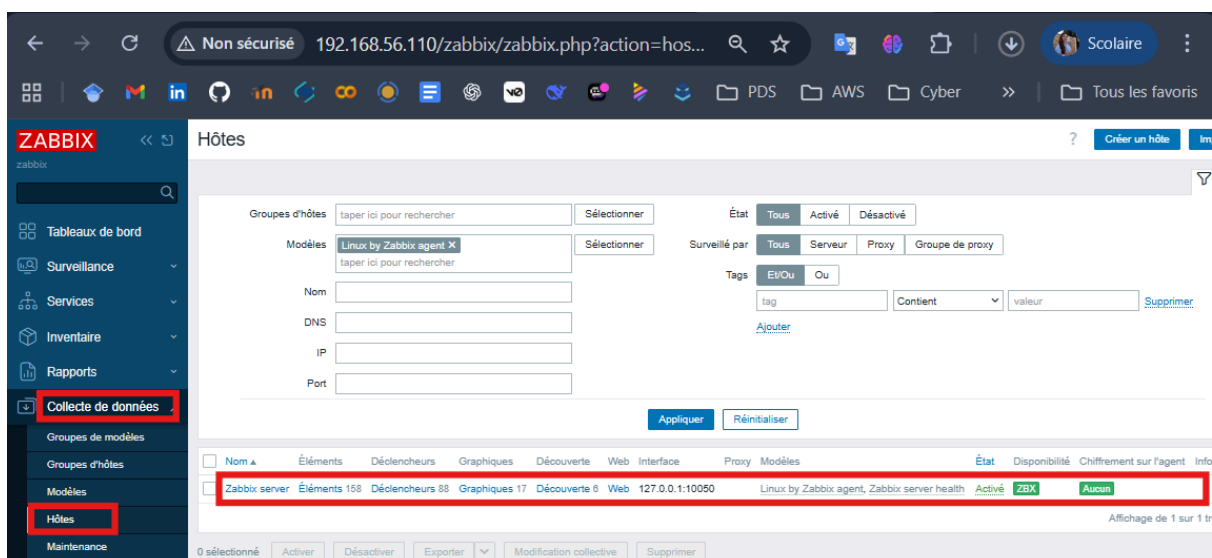 Non sécurisé 192.168.56.110/zabbix/zabbix.php?action=hos... Scolaire
PDS AWS Cyber >> Tous les favoris
ZABBIX
zabbix
Hôtes
? Créer un hôte
Groupes d'hôtes taper ici pour rechercher Sélectionner État Tous Activé Désactivé
Modèles Linux by Zabbix agent Sélectionner Surveillé par Tous Serveur Proxy Groupe de proxy
taper ici pour rechercher
Tags Et/Ou Ou
Nom
tag Contient valeur Supprimer
DNS
Ajouter
IP
Port
Appliquer Réinitialiser
Tableaux de bord
Surveillance
Services
Inventaire
Rapports
Collecte de données
Groupes de modèles
Groupes d'hôtes
Modèles
Hôtes
Maintenance
Nom Éléments Déclencheurs Graphiques Découverte Web Interface Proxy Modèles État Disponibilité Chiffrement sur l'agent Info
Zabbix server Éléments 158 Déclencheurs 88 Graphiques 17 Découverte 6 Web 127.0.0.1:10050 Linux by Zabbix agent, Zabbix server health Activé ZBX Aucun
Affichage de 1 sur 1 tr
0 sélectionné Activer Désactiver Exporter Modification collective Supprimer